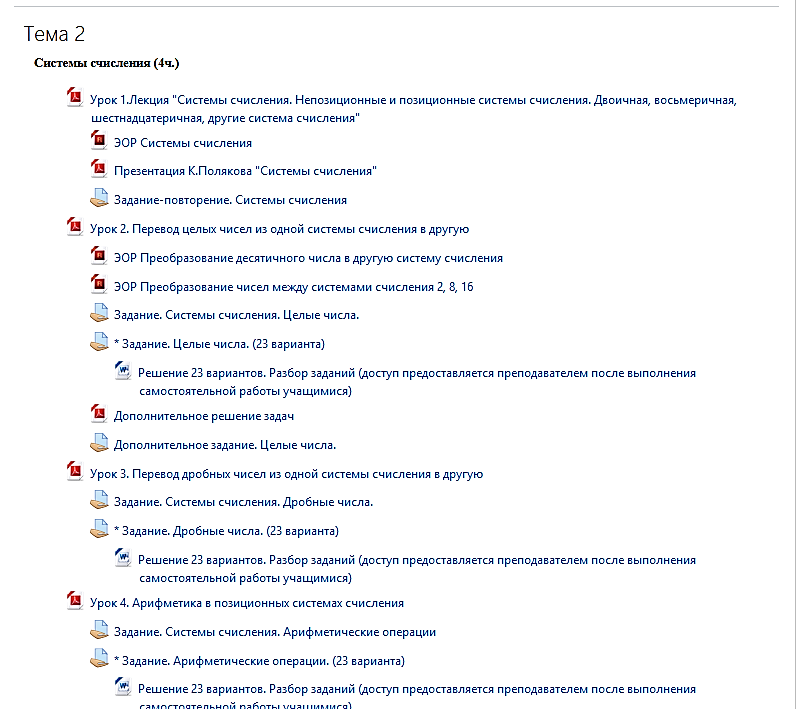 Тема 2
Системы счисления (4ч.)
Урок 1.Лекция "Системы счисления. Непозиционные и позиционные системы счисления. Двоичная, восьмеричная,
шестнадцатеричная, другие система счисления"
ЭОР Системы счисления
Презентация К.Полякова "Системы счисления"
Задание-повторение. Системы счисления
Урок 2. Перевод целых чисел из одной системы счисления в другую
ЭОР Преобразование десятичного числа в другую систему счисления
ЭОР Преобразование чисел между системами счисления 2, 8, 16
Задание. Системы счисления. Целые числа.
* Задание. Целые числа. (23 варианта)
Решение 23 вариантов. Разбор заданий (доступ предоставляется преподавателем после выполнения
самостоятельной работы учащимися)
Дополнительное решение задач
Дополнительное задание. Целые числа.
Урок 3. Перевод дробных чисел из одной системы счисления в другую
Задание. Системы счисления. Дробные числа.
* Задание. Дробные числа. (23 варианта)
Решение 23 вариантов. Разбор заданий (доступ предоставляется преподавателем после выполнения
самостоятельной работы учащимися)
Урок 4. Арифметика в позиционных системах счисления
Задание. Системы счисления. Арифметические операции
* Задание. Арифметические операции. (23 варианта)
Решение 23 вариантов. Разбор заданий (доступ предоставляется преподавателем после выполнения
самостоятельной работы учащимися)